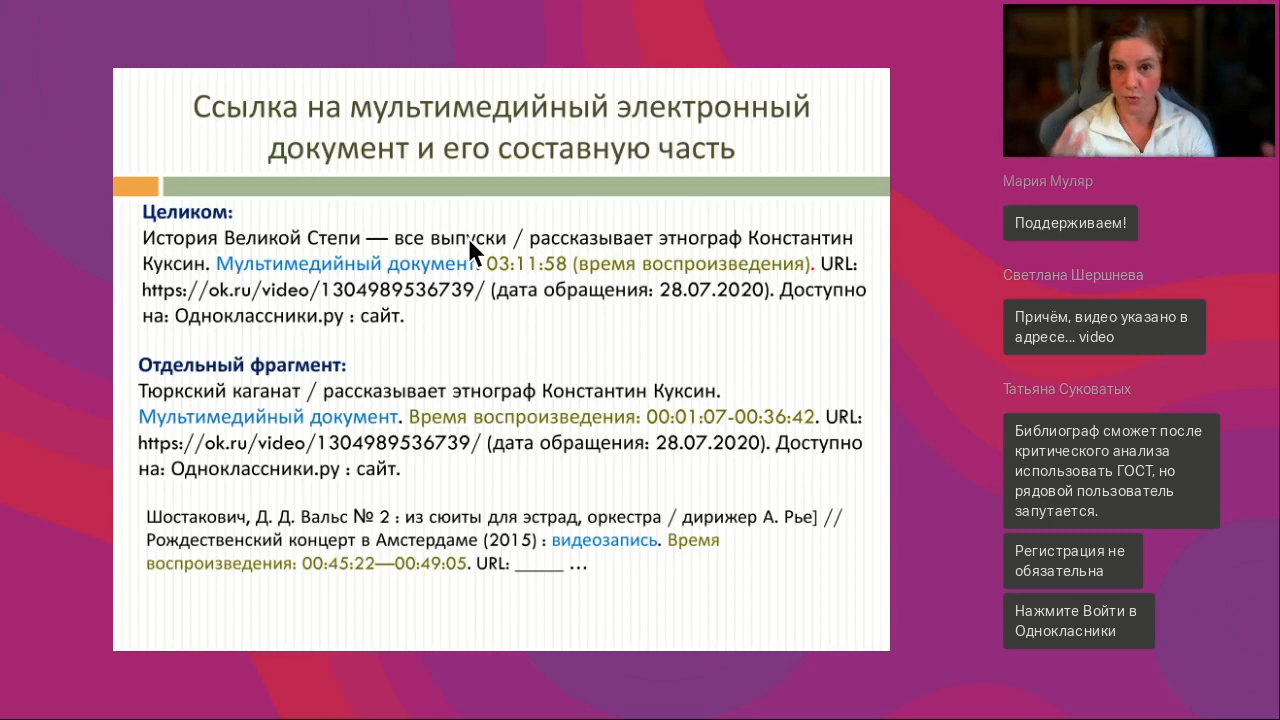 Ссылка на мультимедийный электронный
документ и его составную часть
Целиком:
История Великой Степи — все выпуски / рассказывает этнограф Константин
Куксин. Мультимедийный документ. 03:11:58 (время воспроизведения). URL:
https://ok.ru/video/1304989536739/ (дата обращения: 28.07.2020). Доступно
на: Одноклассники.ру : сайт.
Отдельный фрагмент:
Тюркский каганат / рассказывает этнограф Константин Куксин.
Мультимедийный документ. Время воспроизведения: 00:01:07-00:36:42. URL:
https://ok.ru/video/1304989536739/ (дата обращения: 28.07.2020). Доступно
на: Одноклассники.ру : сайт.
Шостакович, Д. Д. Вальс № 2 : из сюиты для эстрад, оркестра / дирижер А. Рье] //
Рождественский концерт в Амстердаме (2015) : видеозапись. Время
воспроизведения: 00:45:22—00:49:05. URL: _____ ...
Мария Муляр
Поддерживаем!
Светлана Шершнева
Причём, видео указано в
адресе... video
Татьяна Суковатых
Библиограф сможет после
критического анализа
использовать ГОСТ, но
рядовой пользователь
запутается.
Регистрация не
обязательна
Нажмите Войти в
Однокласники